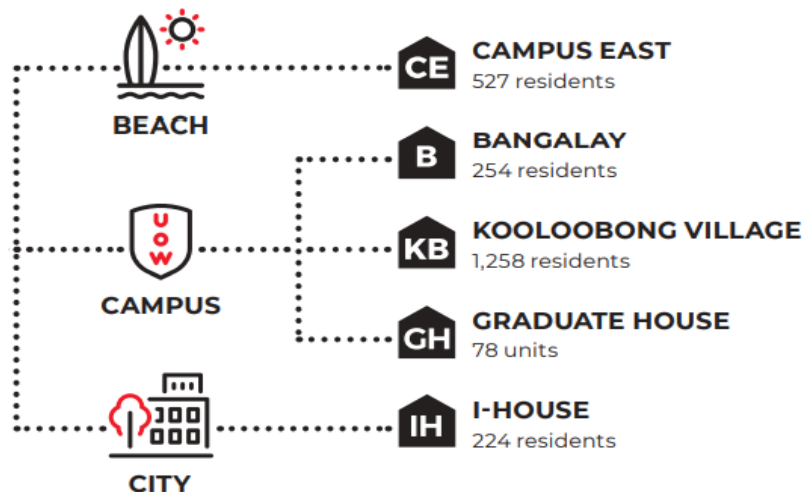 BEACH
CE
CAMPUS EAST
527 residents
B
BANGALAY
254 residents
UOW
CAMPUS
KB
KOOLOOBONG VILLAGE
1,258 residents
GH
GRADUATE HOUSE
78 units
CITY
IH
I-HOUSE
224 residents